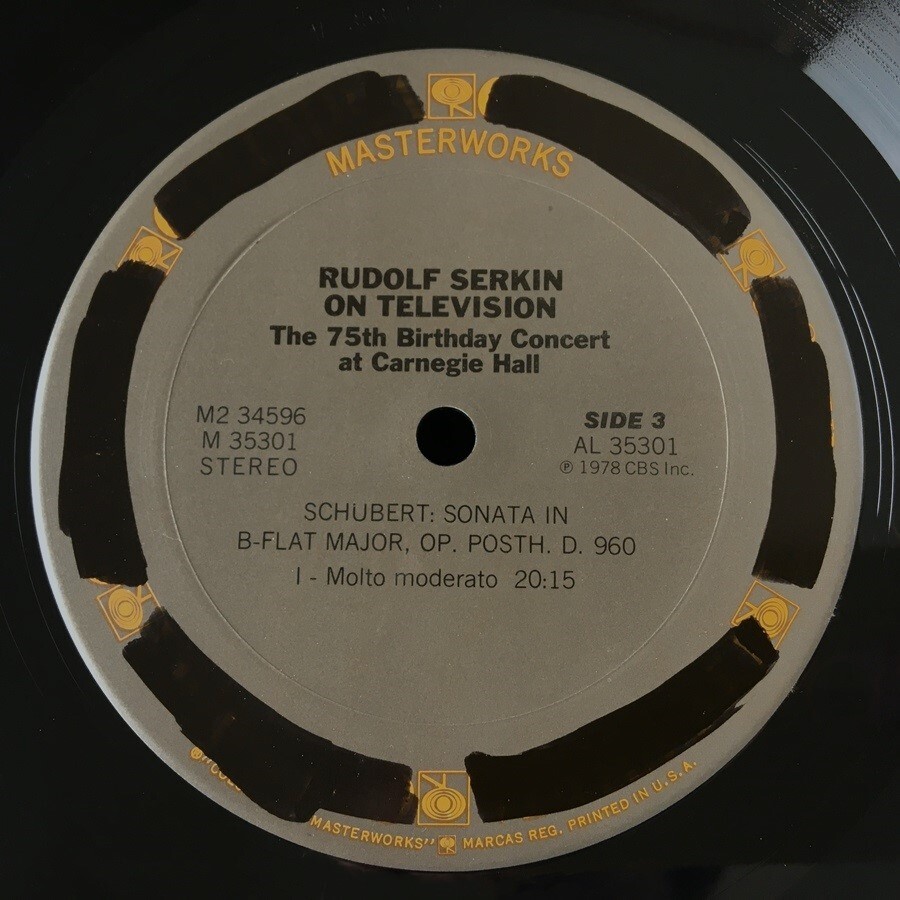 MASTERWORKS
RUDOLF SERKIN
ON TELEVISION
The 75th Birthday Concert
at Carnegie Hall
M2 34596
M 35301
STEREO
SIDE 3
AL 35301
℗ 1978 CBS Inc.
SCHUBERT: SONATA IN
B-FLAT MAJOR, OP. POSTH. D. 960
I - Molto moderato 20:15
MASTERWORKS" MARCAS REG. PRINTED IN U.S.A.